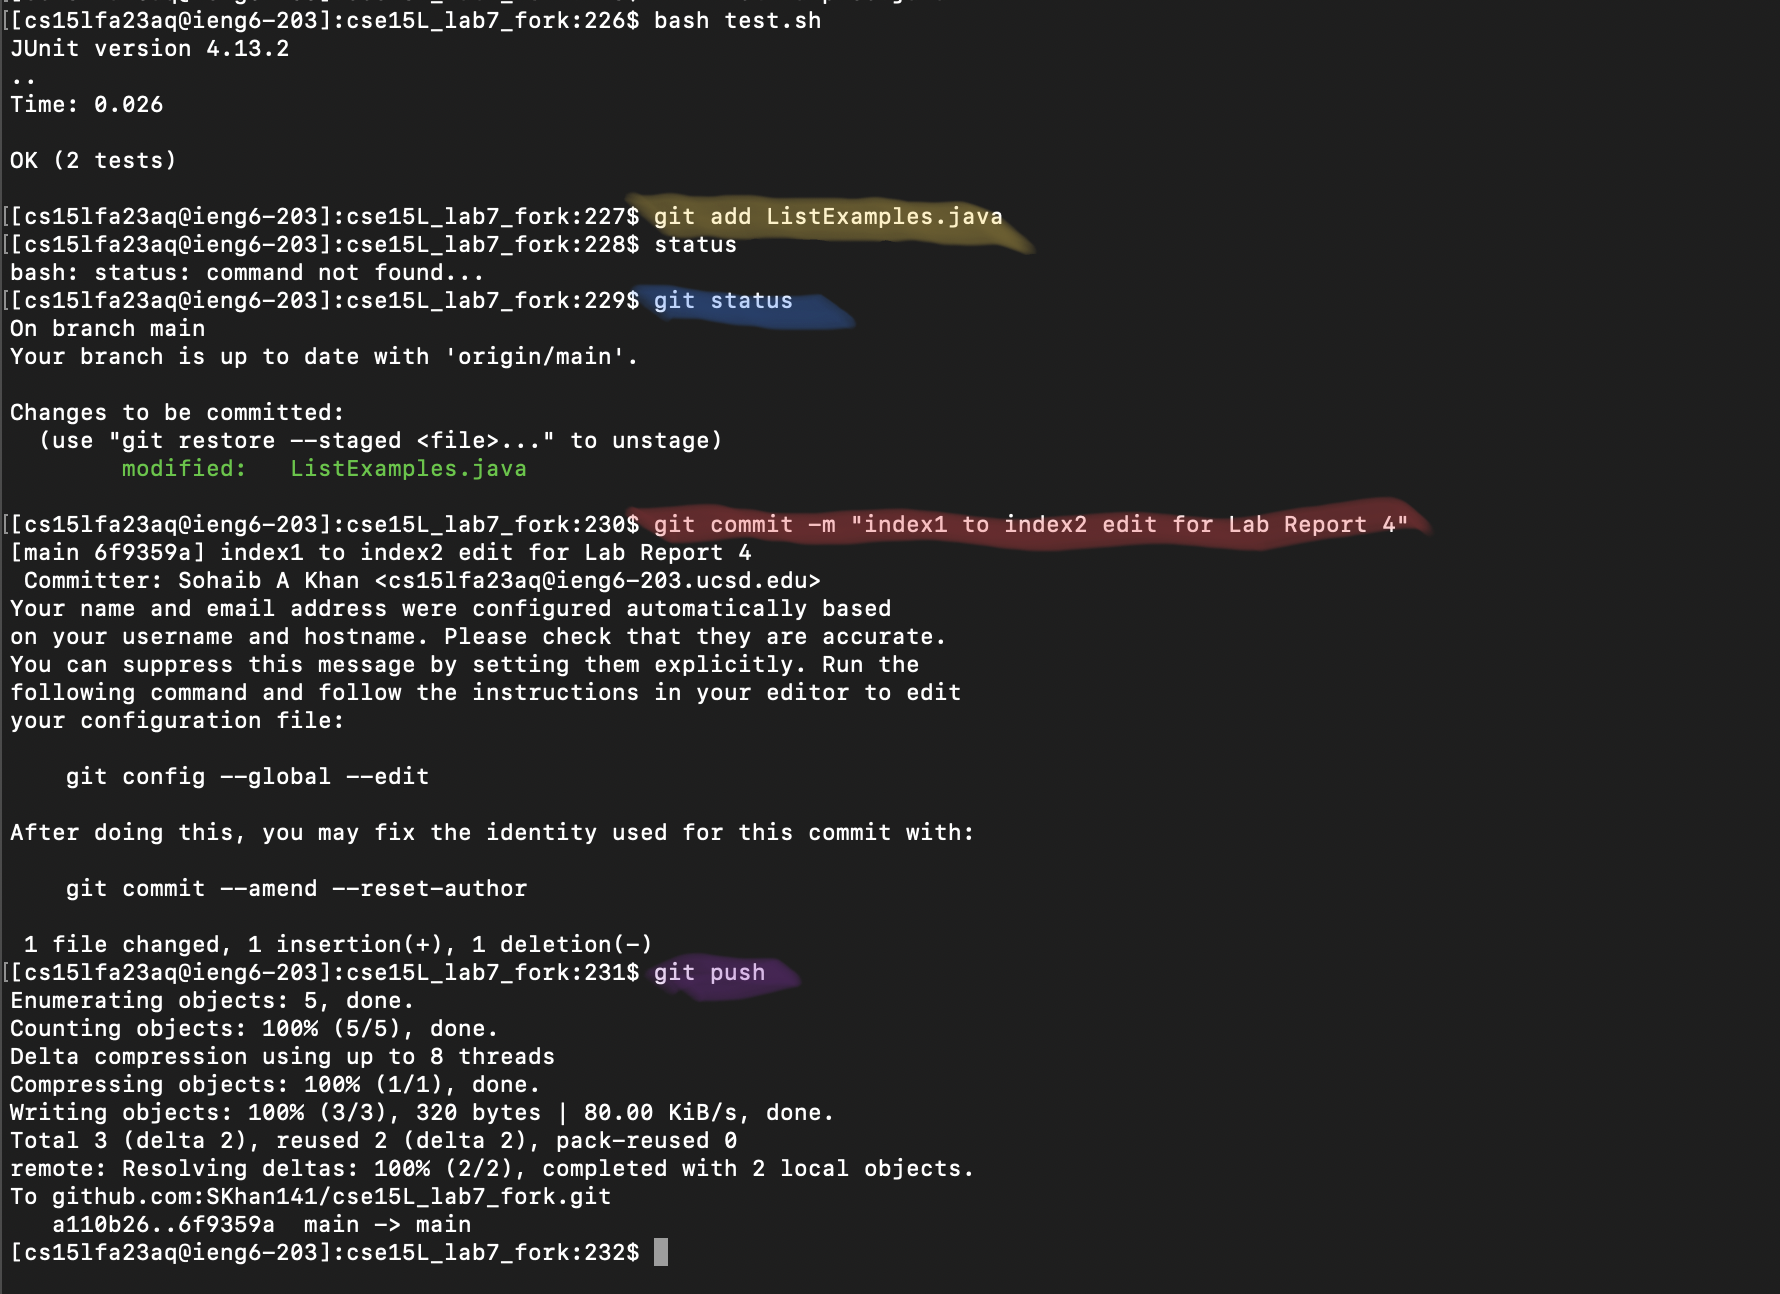 [[cs15lfa23aq@ieng6-203]:cse15L_lab7_fork:226$ bash test.sh
JUnit version 4.13.2
..
Time: 0.026
OK (2 tests)
[[cs15lfa23aq@ieng6-203]:cse15L_lab7_fork:227$ git add ListExamples.java
[[cs15lfa23aq@ieng6-203]:cse15L_lab7_fork:228$ status
bash: status: command not found...
[[cs15lfa23aq@ieng6-203]:cse15L_lab7_fork:229$ git status
On branch main
Your branch is up to date with 'origin/main'.
Changes to be committed:
  (use "git restore --staged <file>..." to unstage)
        modified:   ListExamples.java
[[cs15lfa23aq@ieng6-203]:cse15L_lab7_fork:230$ git commit -m "index1 to index2 edit for Lab Report 4"
[main 6f9359a] index1 to index2 edit for Lab Report 4
 Committer: Sohaib A Khan <cs15lfa23aq@ieng6-203.ucsd.edu>
Your name and email address were configured automatically based
on your username and hostname. Please check that they are accurate.
You can suppress this message by setting them explicitly. Run the
following command and follow the instructions in your editor to edit
your configuration file:
    git config --global --edit
After doing this, you may fix the identity used for this commit with:
    git commit --amend --reset-author
 1 file changed, 1 insertion(+), 1 deletion(-)
[[cs15lfa23aq@ieng6-203]:cse15L_lab7_fork:231$ git push
Enumerating objects: 5, done.
Counting objects: 100% (5/5), done.
Delta compression using up to 8 threads
Compressing objects: 100% (1/1), done.
Writing objects: 100% (3/3), 320 bytes | 80.00 KiB/s, done.
Total 3 (delta 2), reused 2 (delta 2), pack-reused 0
remote: Resolving deltas: 100% (2/2), completed with 2 local objects.
To github.com:SKhan141/cse15L_lab7_fork.git
   a110b26..6f9359a  main -> main
[cs15lfa23aq@ieng6-203]:cse15L_lab7_fork:232$